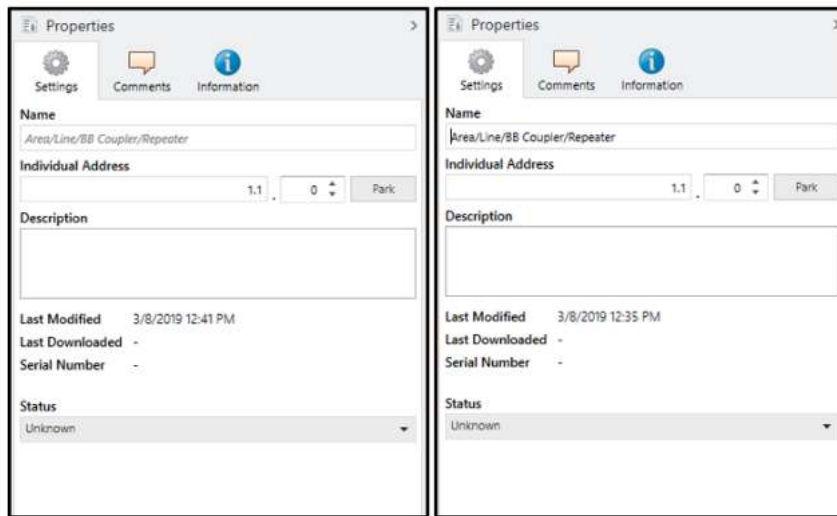 Properties
Settings Comments Information
Name
Area/Line/BB Coupler/Repeater
Individual Address
1.1 . 0 Park
Description
Last Modified 3/8/2019 12:41 PM
Last Downloaded -
Serial Number -
Status
Unknown
Properties
Settings Comments Information
Name
Area/Line/BB Coupler/Repeater
Individual Address
1.1 . 0 Park
Description
Last Modified 3/8/2019 12:35 PM
Last Downloaded -
Serial Number -
Status
Unknown